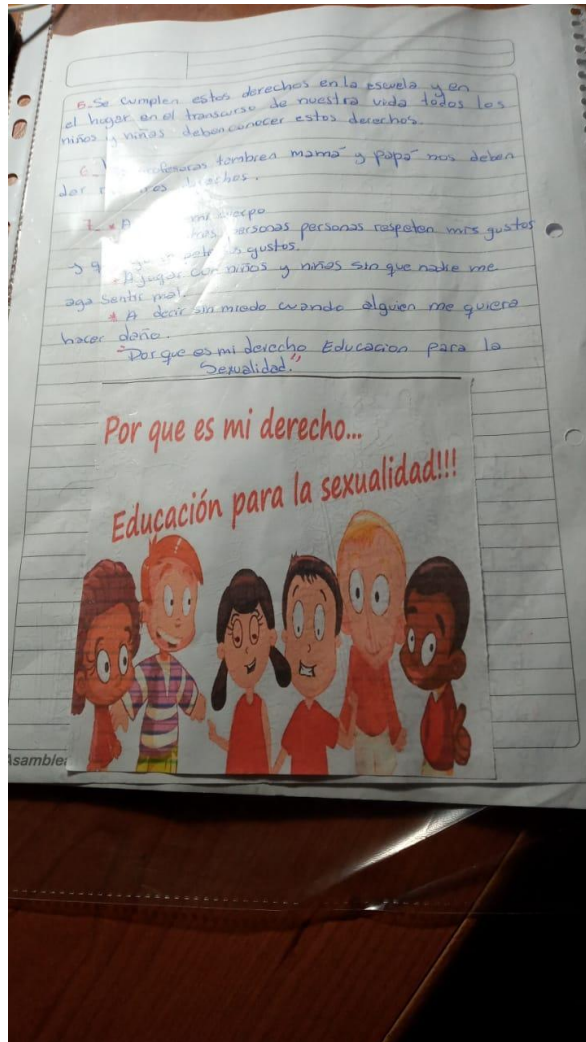 5.- Se cumplen estos derechos en la escuela y en
el hogar en el transcurso de nuestra vida todos los
niños y niñas deben conocer estos derechos.
6.- profesoras tambien mamá y papá nos deben
dar derechos.
7.- * A mi cuerpo
personas personas respeten mis gustos
y gustos.
* A jugar con niños y niñas sin que nadie me
aga sentir mal.
* A decir sin miedo cuando alguien me quiere
hacer daño.
"Por que es mi derecho Educacion para la
Sexualidad."
Por que es mi derecho...
Educación para la sexualidad!!!
Asamblea